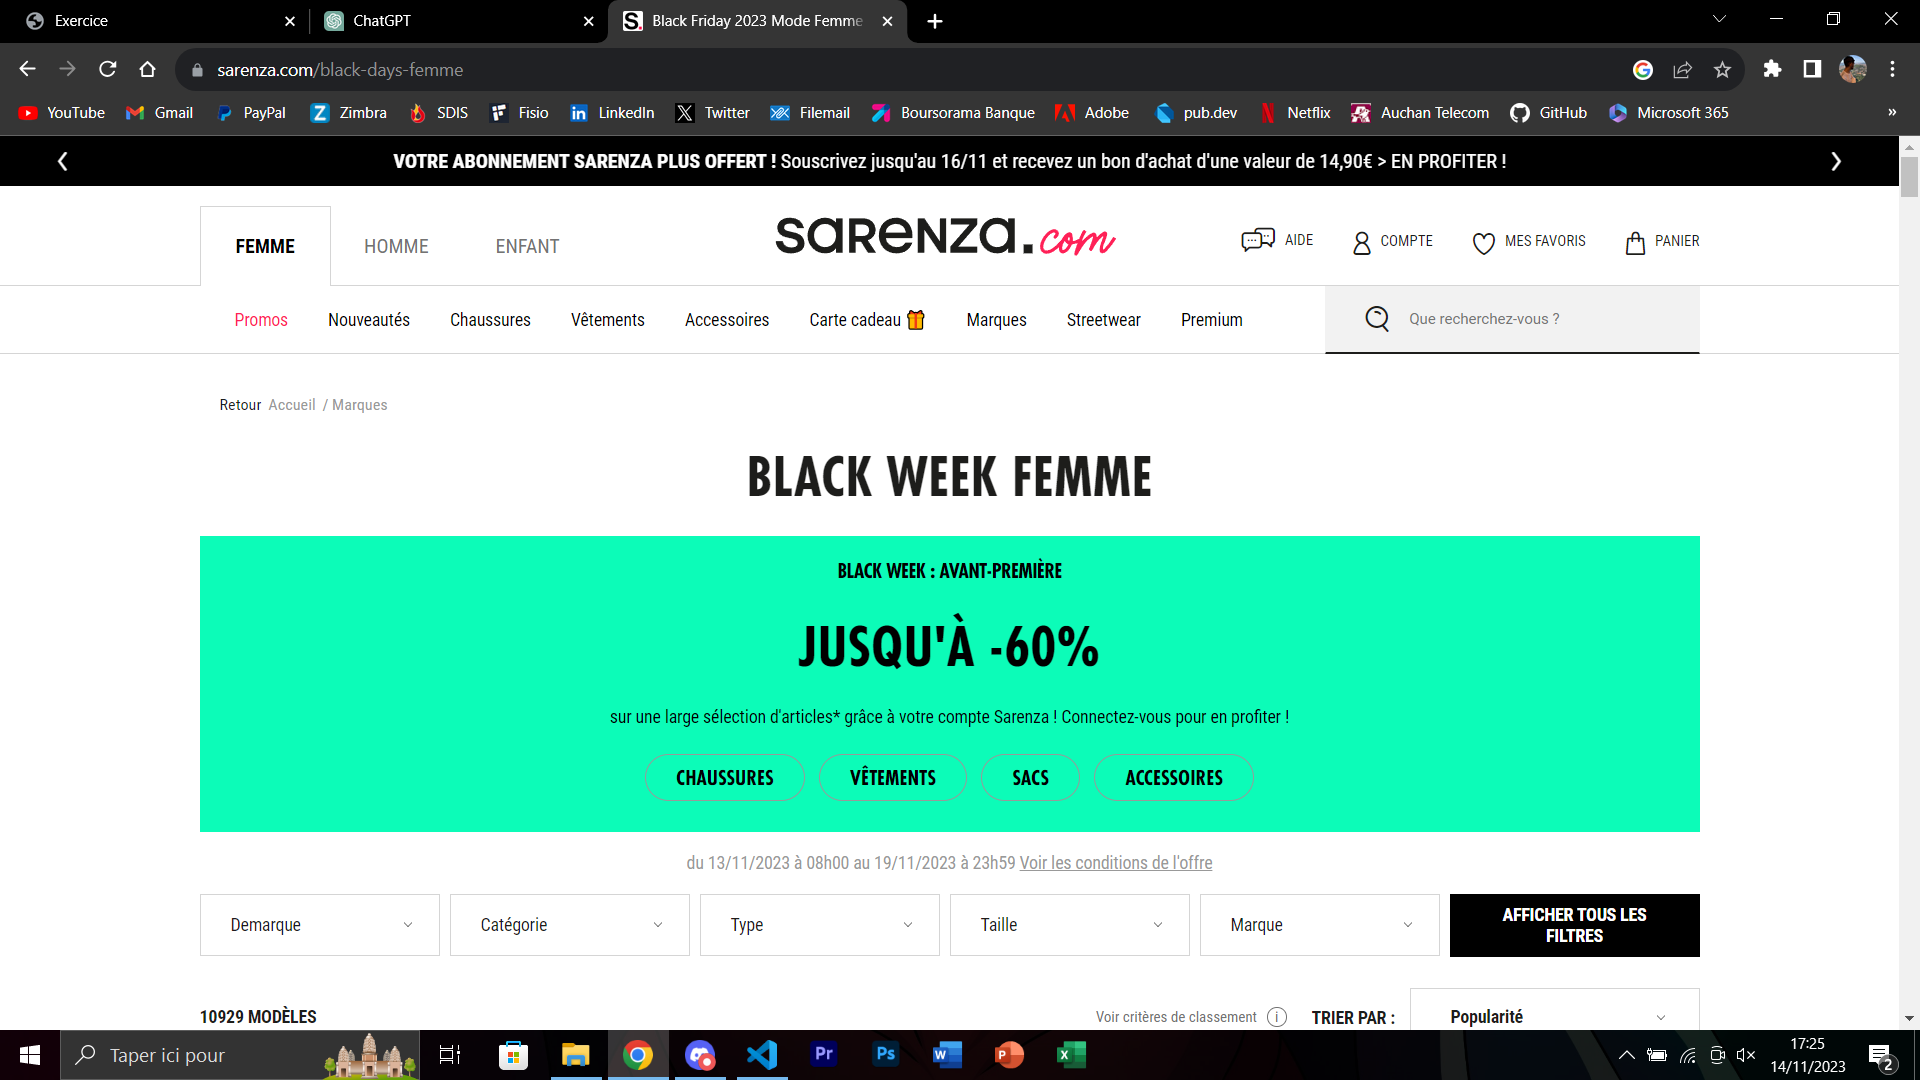 Exercice
ChatGPT
Black Friday 2023 Mode Femme
sarenza.com/black-days-femme
YouTube
Gmail
PayPal
Zimbra
SDIS
Fisio
LinkedIn
Twitter
Filemail
Boursorama Banque
Adobe
pub.dev
Netflix
Auchan Telecom
GitHub
Microsoft 365
»
VOTRE ABONNEMENT SARENZA PLUS OFFERT ! Souscrivez jusqu'au 16/11 et recevez un bon d'achat d'une valeur de 14,90€ > EN PROFITER !
FEMME
HOMME
ENFANT
sarenza.com
AIDE
COMPTE
MES FAVORIS
PANIER
Promos
Nouveautés
Chaussures
Vêtements
Accessoires
Carte cadeau
Marques
Streetwear
Premium
Que recherchez-vous ?
Retour Accueil / Marques
BLACK WEEK FEMME
BLACK WEEK : AVANT-PREMIÈRE
JUSQU'À -60%
sur une large sélection d'articles* grâce à votre compte Sarenza ! Connectez-vous pour en profiter !
CHAUSSURES
VÊTEMENTS
SACS
ACCESSOIRES
du 13/11/2023 à 08h00 au 19/11/2023 à 23h59 Voir les conditions de l'offre
Demarque
Catégorie
Type
Taille
Marque
AFFICHER TOUS LES
FILTRES
10929 MODÈLES
Voir critères de classement
TRIER PAR :
Popularité
Taper ici pour
17:25
14/11/2023
2